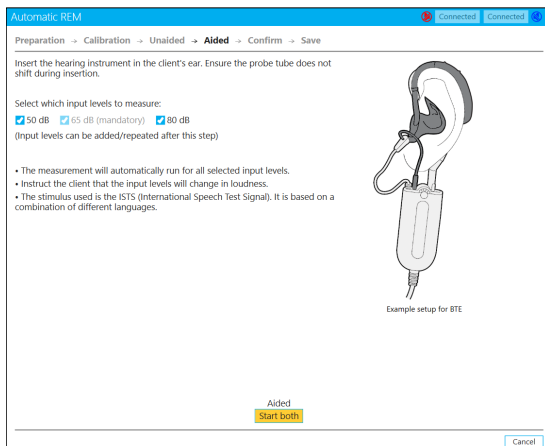 Automatic REM
Connected Connected
Preparation → Calibration → Unaided → Aided → Confirm → Save
Insert the hearing instrument in the client's ear. Ensure the probe tube does not
shift during insertion.
Select which input levels to measure:
50 dB 65 dB (mandatory) 80 dB
(Input levels can be added/repeated after this step)
▪ The measurement will automatically run for all selected input levels.
▪ Instruct the client that the input levels will change in loudness.
▪ The stimulus used is the ISTS (International Speech Test Signal). It is based on a
combination of different languages.
Example setup for BTE
Aided
Start both
Cancel